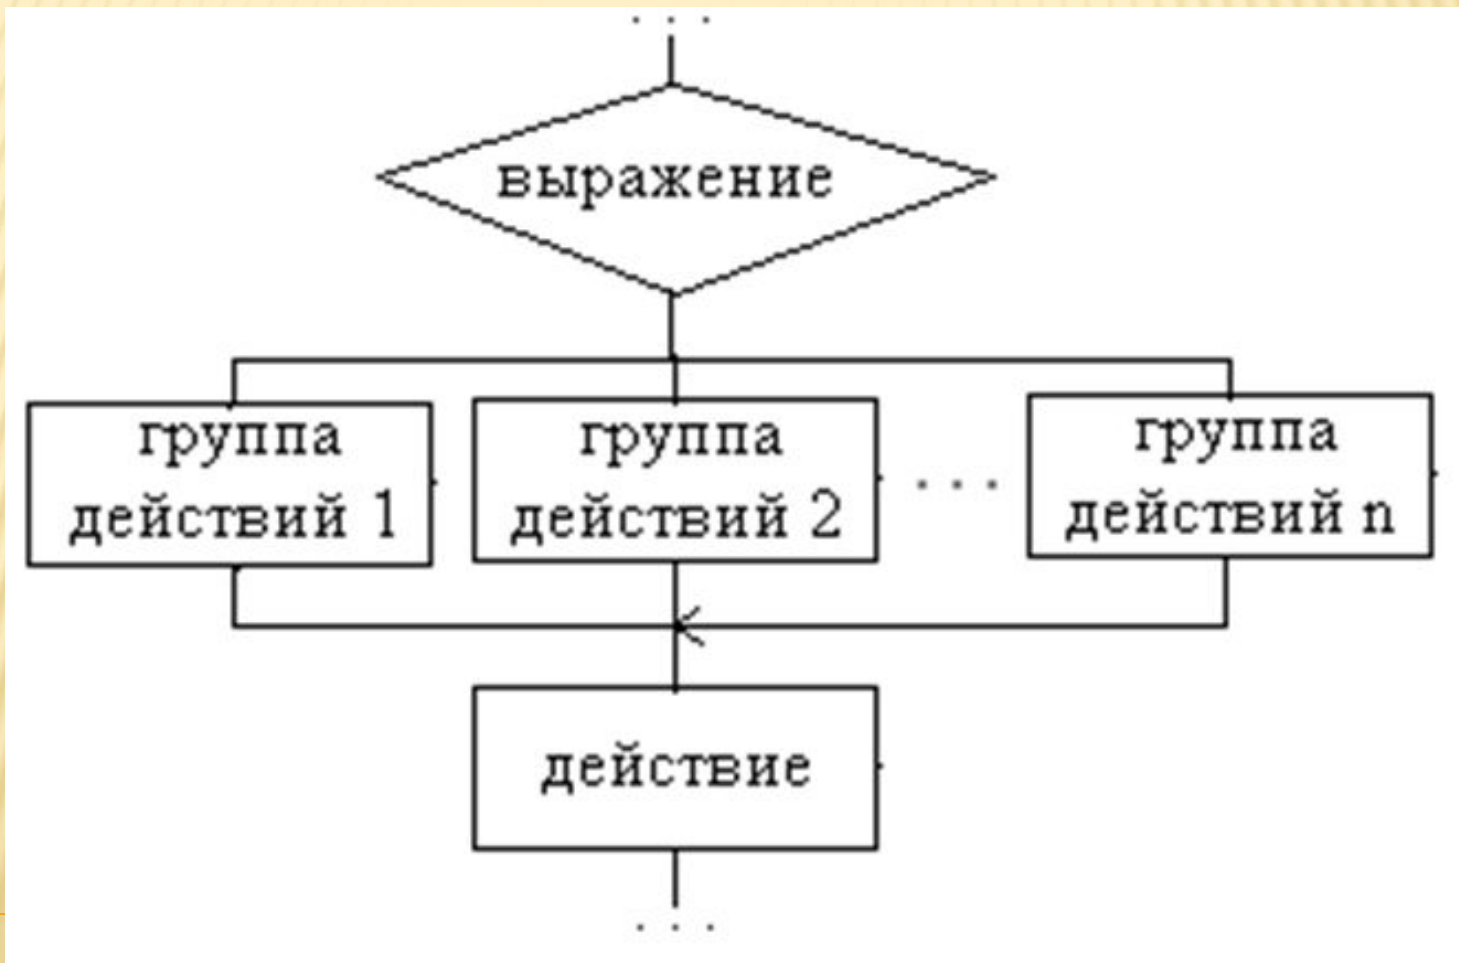 . . .
выражение
группа
действий 1
группа
действий 2
. . .
группа
действий n
действие
. . .